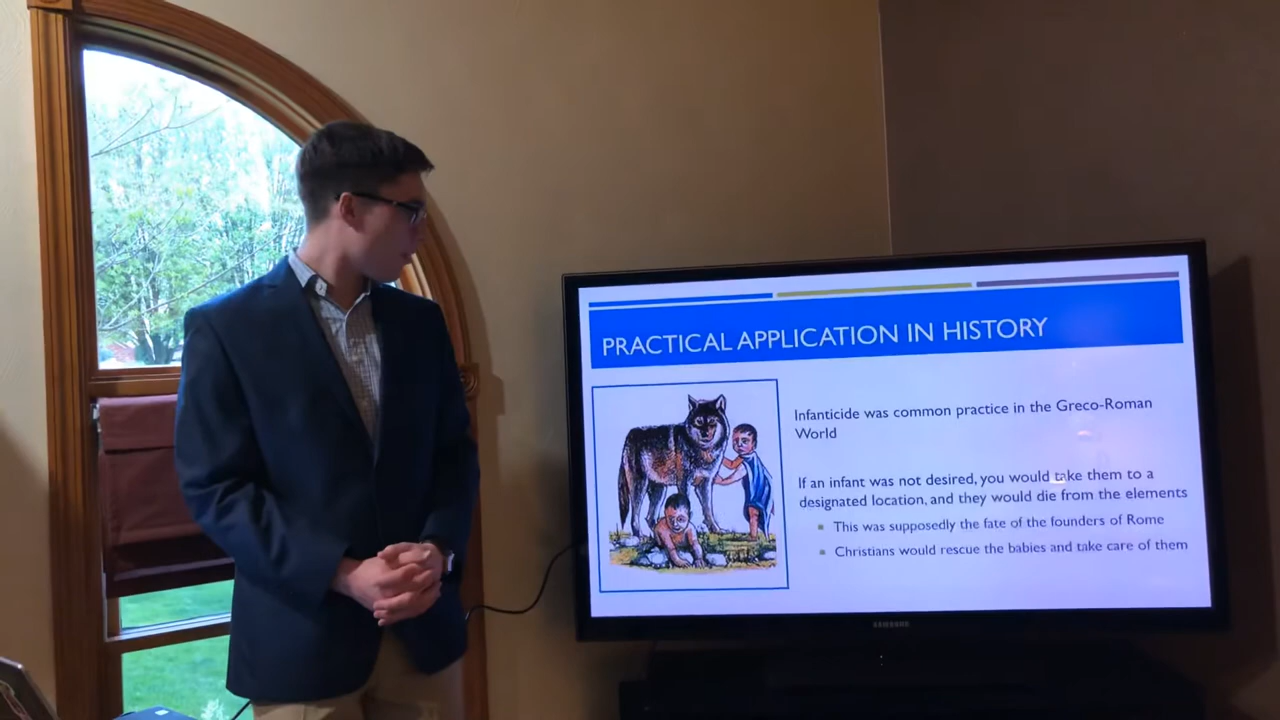 PRACTICAL APPLICATION IN HISTORY
Infanticide was common practice in the Greco-Roman
World
If an infant was not desired, you would take them to a
designated location, and they would die from the elements
This was supposedly the fate of the founders of Rome
Christians would rescue the babies and take care of them
SAMSUNG